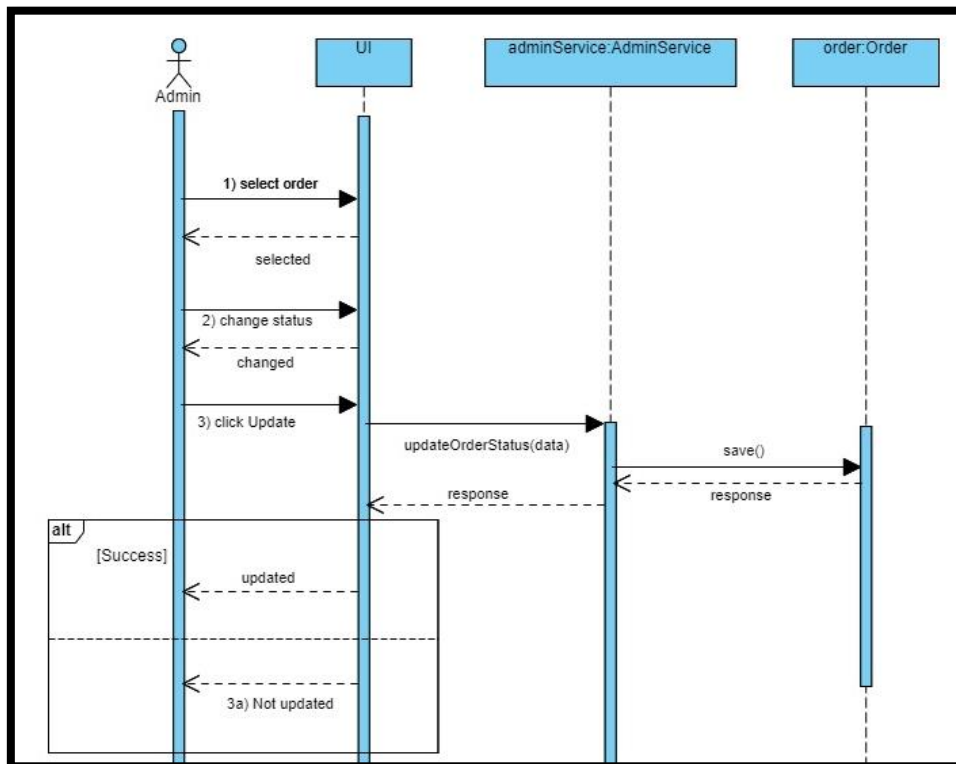 UI
adminService:AdminService
order:Order
Admin
1) select order
selected
2) change status
changed
3) click Update
updateOrderStatus(data)
save()
response
response
alt
[Success]
updated
3a) Not updated